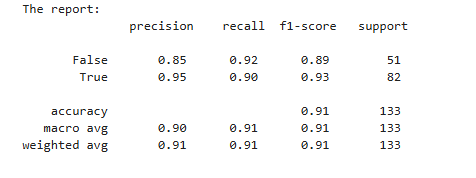 The report:
precision recall f1-score support
False 0.85 0.92 0.89 51
True 0.95 0.90 0.93 82
accuracy 0.91 133
macro avg 0.90 0.91 0.91 133
weighted avg 0.91 0.91 0.91 133